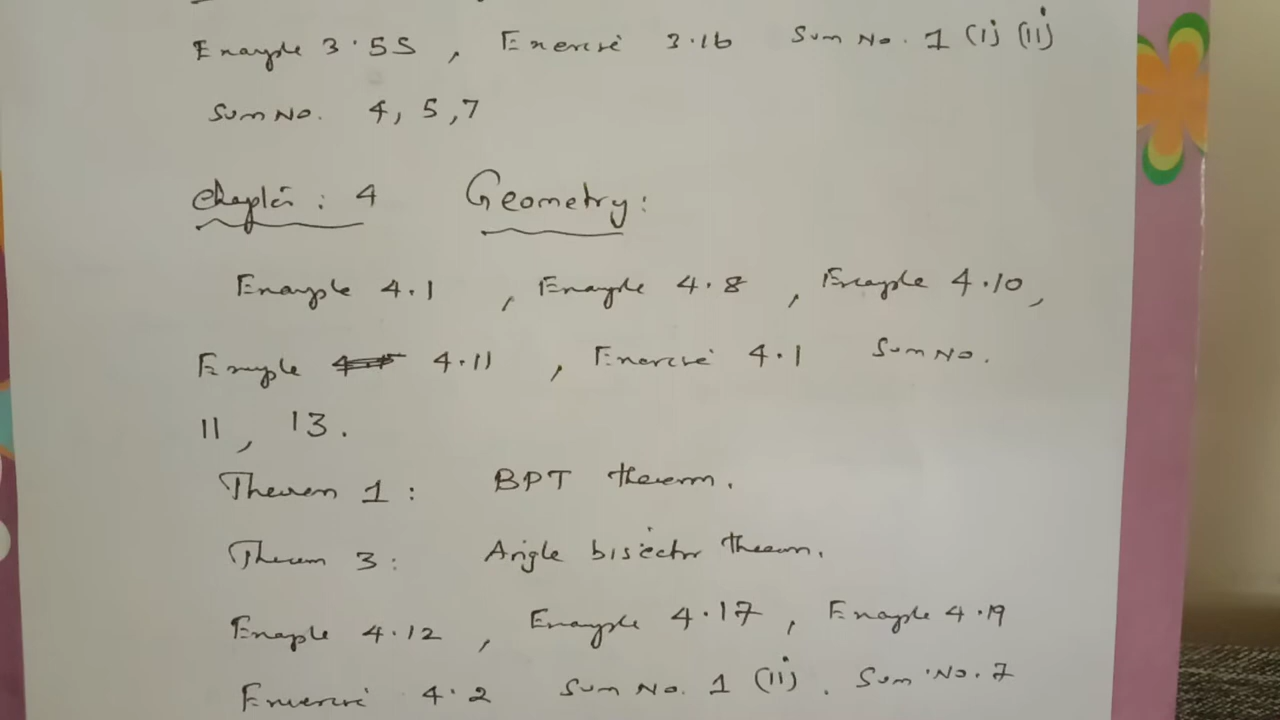 Example 3.55, Exercise 3.16 Sum No. 1 (i) (ii)
Sum No. 4, 5, 7
Chapter: 4 Geometry:
Example 4.1, Example 4.8, Example 4.10,
Example 4.11, Exercise 4.1 Sum No.
11, 13.
Theorem 1: BPT theorem.
Theorem 3: Angle bisector theorem.
Example 4.12, Example 4.17, Example 4.19
Exercise 4.2 Sum No. 1 (ii). Sum No. 7